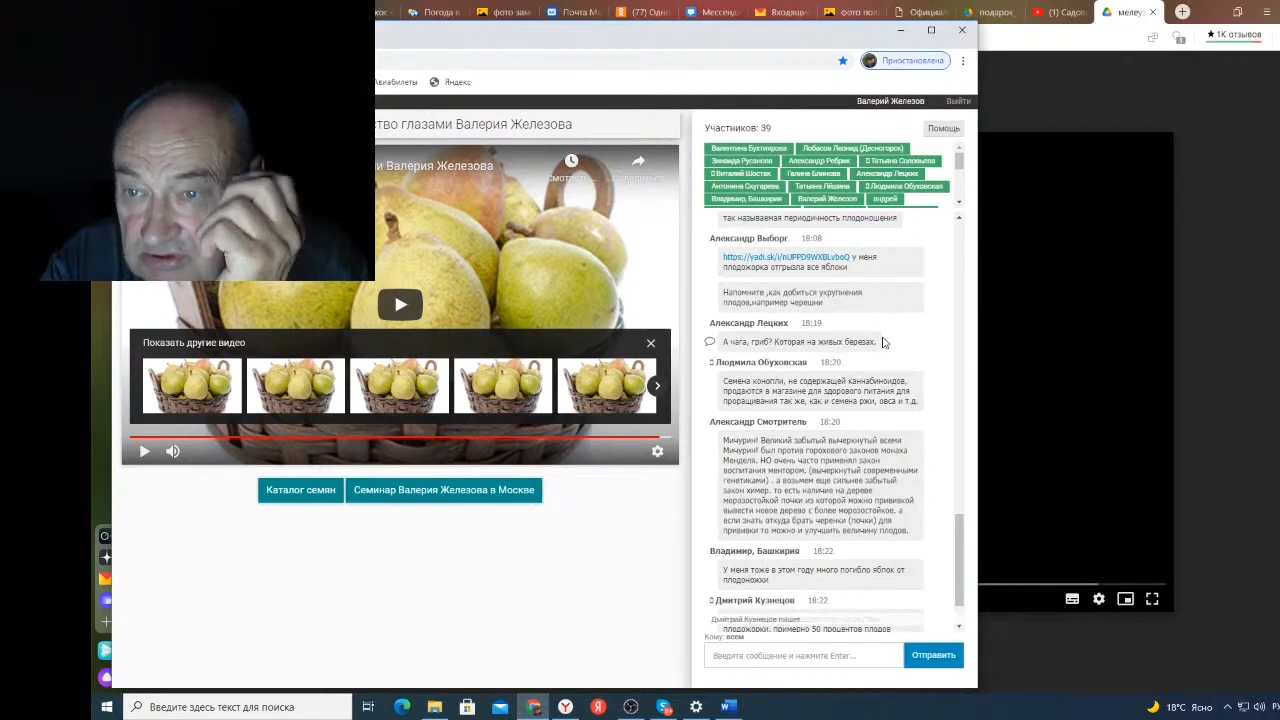 Погода в
фото зам
Почта М
(77) Одн
Мессенд
Входящи
фото пол
Официал
подарок_
(1) Садов
мелеуз
1К отзывов
Приостановлена
Авиабилеты
Яндекс
Валерий Железов
Выйти
ство глазами Валерия Железова
Участников: 39
Помощь
и Валерия Железова
Валентина Бухтиярова
Лобасов Леонид (Десногорск)
Зинаида Русанова
Александр Ребрик
Татьяна Соловьева
Виталий Шостак
Галина Блинова
Александр Лецких
Антонина Скугарева
Татьяна Лёшина
Людмила Обуховская
Владимир, Башкирия
Валерий Железов
андрей
так называемая периодичность плодоношения
Александр Выборг 18:08
https://yadi.sk/i/nUPPD9WXBLvboQ у меня
плодожорка отгрызла все яблоки
Напомните ,как добиться укрупнения
плодов,например черешни
Александр Лецких 18:19
А чага, гриб? Которая на живых березах.
Людмила Обуховская 18:20
Семена конопли, не содержащей каннабиноидов,
продаются в магазине для здорового питания для
проращивания так же, как и семена ржи, овса и т.д.
Александр Смотритель 18:20
Мичурин! Великий забытый вычеркнутый всеми
Мичурин! был против горохового законов монаха
Менделя. НО очень часто применял закон
воспитания ментором. (вычеркнутый современными
генетиками) . а возьмем еще сильнее забытый
закон химер. то есть наличие на дереве
морозостойкой почки из которой можно прививкой
вывести новое дерево с более морозостойкое. а
если знать откуда брать черенки (почки) для
прививки то можно и улучшить величину плодов.
Владимир, Башкирия 18:22
У меня тоже в этом году много погибло яблок от
плодоножки
Дмитрий Кузнецов 18:22
Дмитрий Кузнецов пишет
плодожорки. примерно 50 процентов плодов
Кому: всем
Введите сообщение и нажмите Enter...
Отправить
Показать другие видео
Каталог семян
Семинар Валерия Железова в Москве
Введите здесь текст для поиска
18°C Ясно